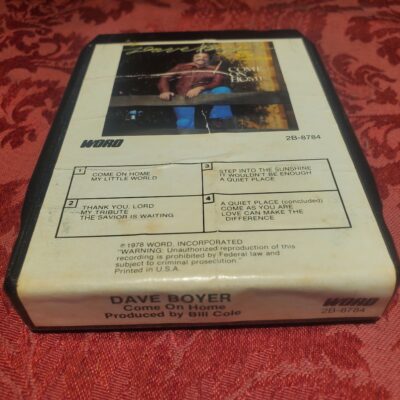 Dave Boyer
COME
ON
HOME
WORD
2B-8784
1
COME ON HOME
MY LITTLE WORLD
2
THANK YOU, LORD
MY TRIBUTE
THE SAVIOR IS WAITING
3
STEP INTO THE SUNSHINE
IT WOULDN'T BE ENOUGH
A QUIET PLACE
4
A QUIET PLACE (concluded)
COME AS YOU ARE
LOVE CAN MAKE THE
DIFFERENCE
℗ 1978 WORD, INCORPORATED
"WARNING: Unauthorized reproduction of this
recording is prohibited by Federal law and
subject to criminal prosecution."
Printed in U.S.A.
DAVE BOYER
Come On Home
Produced by Bill Cole
WORD
2B-8784